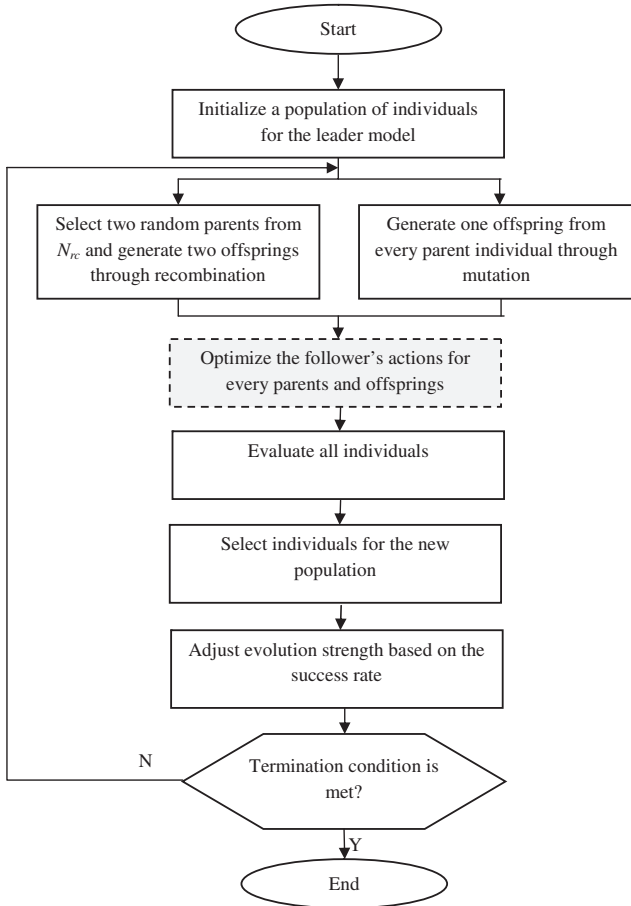 Start
Initialize a population of individuals
for the leader model
Select two random parents from
Nrc and generate two offsprings
through recombination
Generate one offspring from
every parent individual through
mutation
Optimize the follower's actions for
every parents and offsprings
Evaluate all individuals
Select individuals for the new
population
Adjust evolution strength based on the
success rate
N
Termination condition is
met?
Y
End